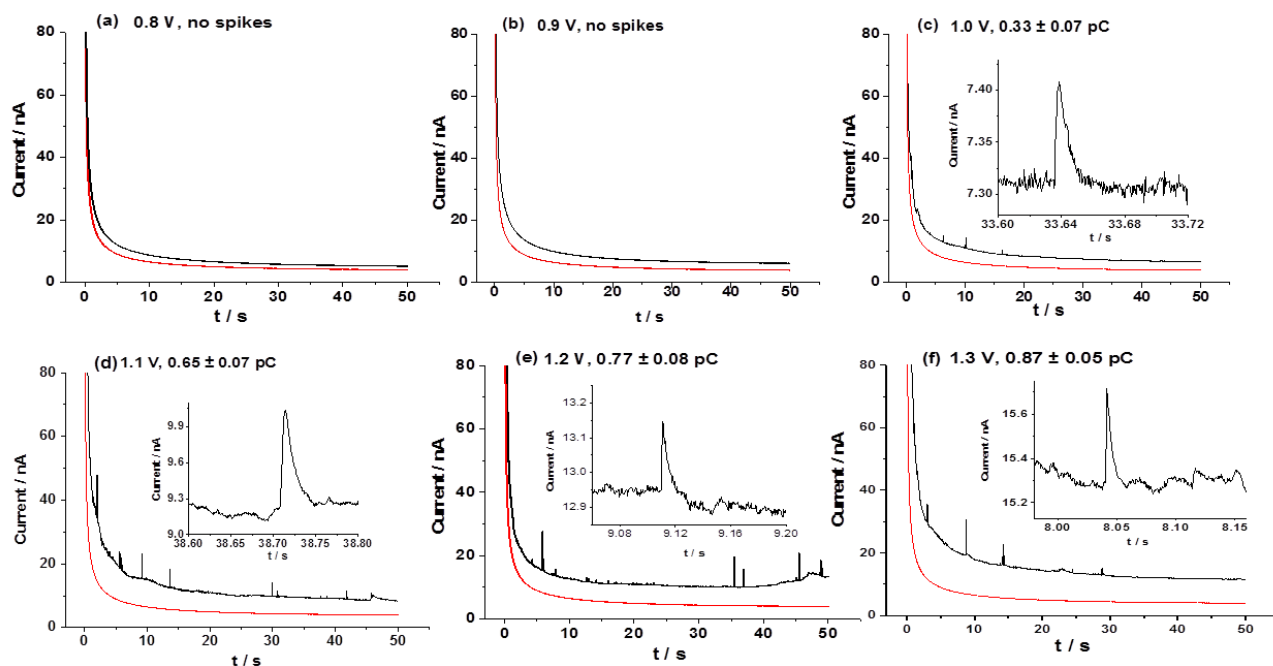 (a) 0.8 V, no spikes
80
60
40
20
0
Current / nA
0 10 20 30 40 50
t / s
(b) 0.9 V, no spikes
80
60
40
20
0
Current / nA
0 10 20 30 40 50
t / s
(c) 1.0 V, 0.33 ± 0.07 pC
80
60
40
20
0
Current / nA
0 10 20 30 40 50
t / s
7.40
7.35
7.30
Current / nA
33.60 33.64 33.68 33.72
t / s
(d) 1.1 V, 0.65 ± 0.07 pC
80
60
40
20
0
Current / nA
0 10 20 30 40 50
t / s
9.9
9.6
9.3
9.0
Current / nA
38.60 38.65 38.70 38.75 38.80
t / s
(e) 1.2 V, 0.77 ± 0.08 pC
80
60
40
20
0
Current / nA
0 10 20 30 40 50
t / s
13.2
13.1
13.0
12.9
Current / nA
9.08 9.12 9.16 9.20
t / s
(f) 1.3 V, 0.87 ± 0.05 pC
80
60
40
20
0
Current / nA
0 10 20 30 40 50
t / s
15.6
15.4
15.2
Current / nA
8.00 8.05 8.10 8.15
t / s